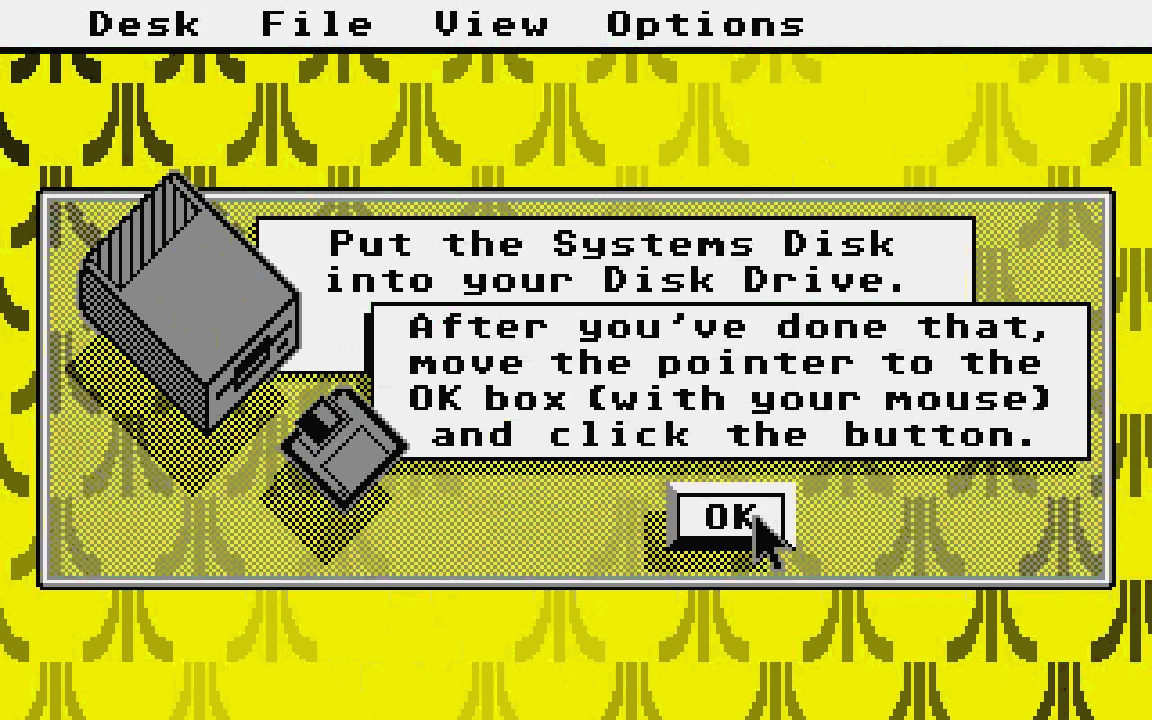 Desk File View Options
Put the Systems Disk
into your Disk Drive.
After you've done that,
move the pointer to the
OK box (with your mouse)
and click the button.
OK